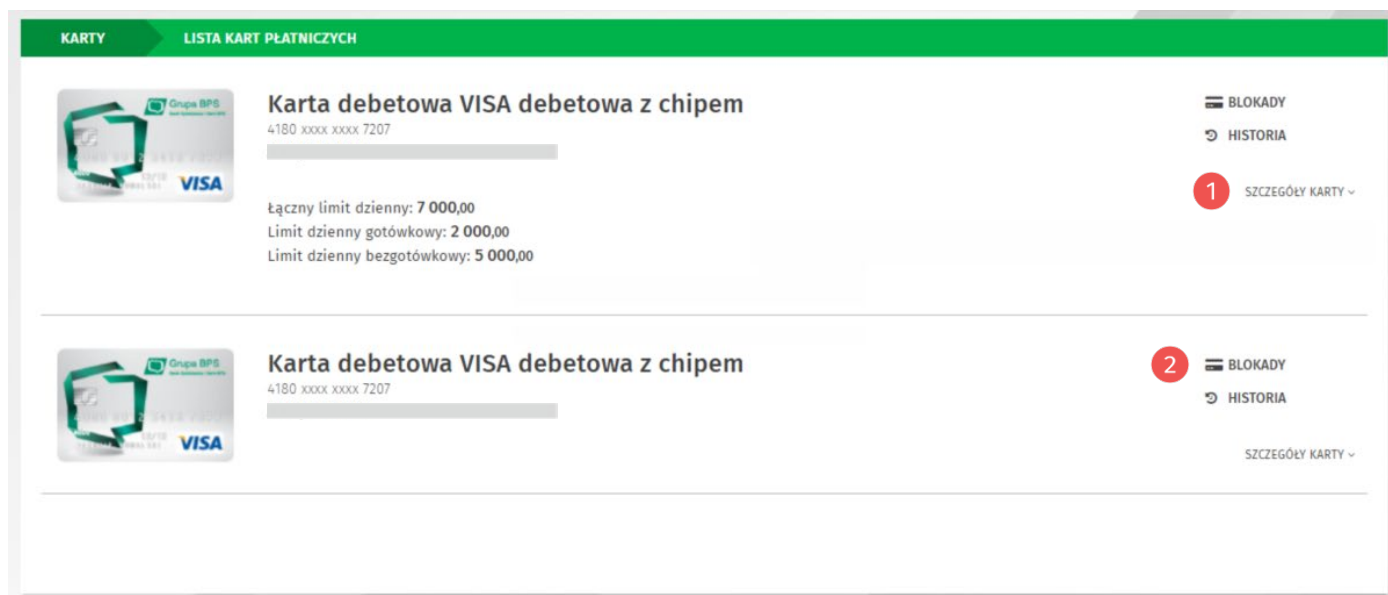 KARTY LISTA KART PŁATNICZYCH
Grupa BPS
VISA
Karta debetowa VISA debetowa z chipem
4180 xxxx xxxx 7207
Łączny limit dzienny: 7 000,00
Limit dzienny gotówkowy: 2 000,00
Limit dzienny bezgotówkowy: 5 000,00
BLOKADY
HISTORIA
1 SZCZEGÓŁY KARTY
Grupa BPS
VISA
Karta debetowa VISA debetowa z chipem
4180 xxxx xxxx 7207
2 BLOKADY
HISTORIA
SZCZEGÓŁY KARTY